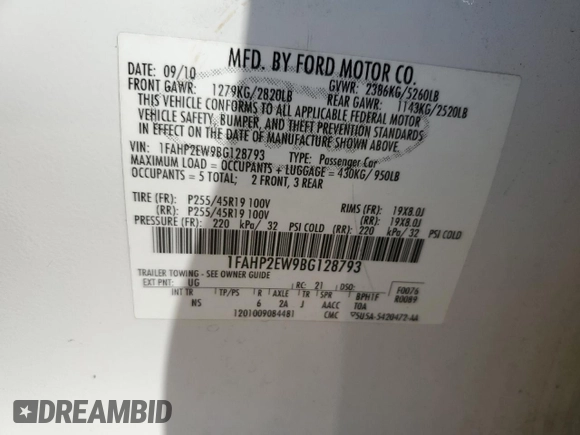 MFD. BY FORD MOTOR CO.
DATE: 09/10 GVWR: 2386KG/5260LB
FRONT GAWR: 1279KG/2820LB REAR GAWR: 1143KG/2520LB
THIS VEHICLE CONFORMS TO ALL APPLICABLE FEDERAL MOTOR
VEHICLE SAFETY, BUMPER, AND THEFT PREVENTION STANDARDS
IN EFFECT ON THE DATE OF MANUFACTURE SHOWN ABOVE.
VIN: 1FAHP2EW9BG128793 TYPE: Passenger Car
MAXIMUM LOAD = OCCUPANTS + LUGGAGE = 430KG/ 950LB
OCCUPANTS = 5 TOTAL; 2 FRONT, 3 REAR
TIRE (FR): P255/45R19 100V RIMS (FR): 19X8.0J
(RR): P255/45R19 100V (RR): 19X8.0J
PRESSURE (FR): 220 kPa/ 32 PSI COLD (RR): 220 kPa/ 32 PSI COLD
1FAHP2EW9BG128793
TRAILER TOWING - SEE OWNER GUIDE
EXT PNT: UG RC: 21 DSO: F0076
INT TR TP/PS R AXLE TR SPR BPHTF R0089
NS 6 2A J AACC TOA
1201009084481 CMC 5U5A-5420472-AA
DREAMBID